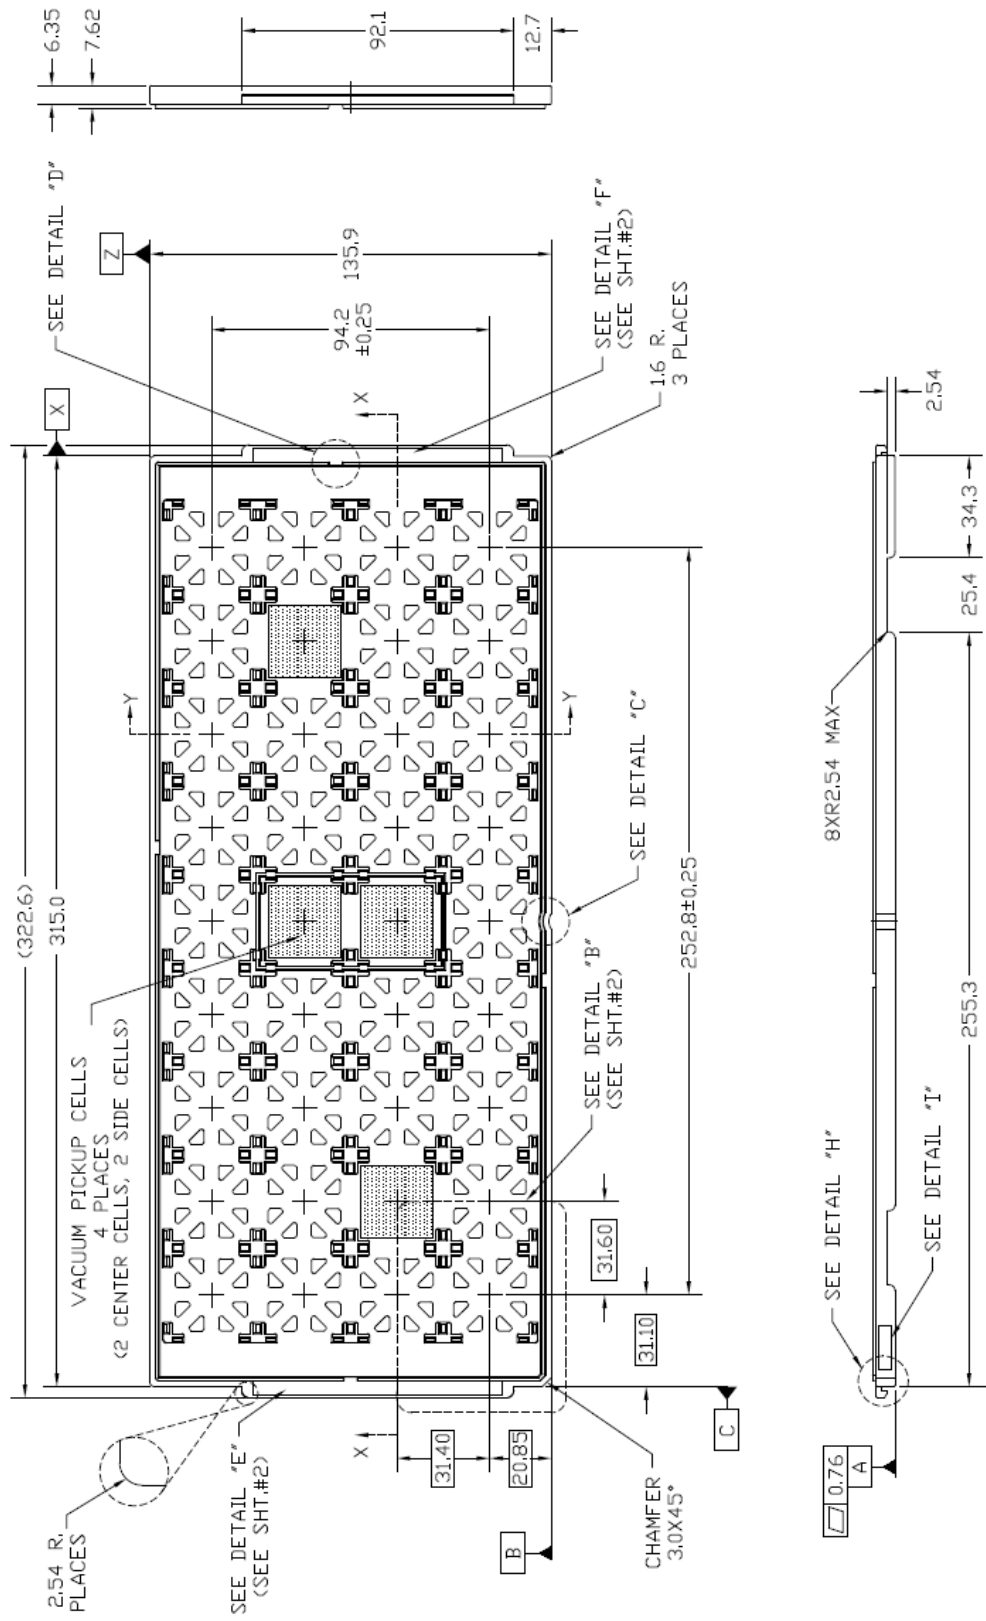 (322.6)
315.0
VACUUM PICKUP CELLS
4 PLACES
(2 CENTER CELLS, 2 SIDE CELLS)
2.54 R.
PLACES
SEE DETAIL "E"
(SEE SHT.#2)
X
X
Z
SEE DETAIL "D"
6.35
7.62
92.1
12.7
135.9
94.2
±0.25
X
SEE DETAIL "F"
(SEE SHT.#2)
1.6 R.
3 PLACES
Y
Y
SEE DETAIL "C"
SEE DETAIL "B"
(SEE SHT.#2)
252.8±0.25
31.60
31.10
31.40
20.85
B
C
CHAMFER
3.0X45°
8XR2.54 MAX
2.54
34.3
25.4
255.3
SEE DETAIL "H"
SEE DETAIL "I"
0.76
A